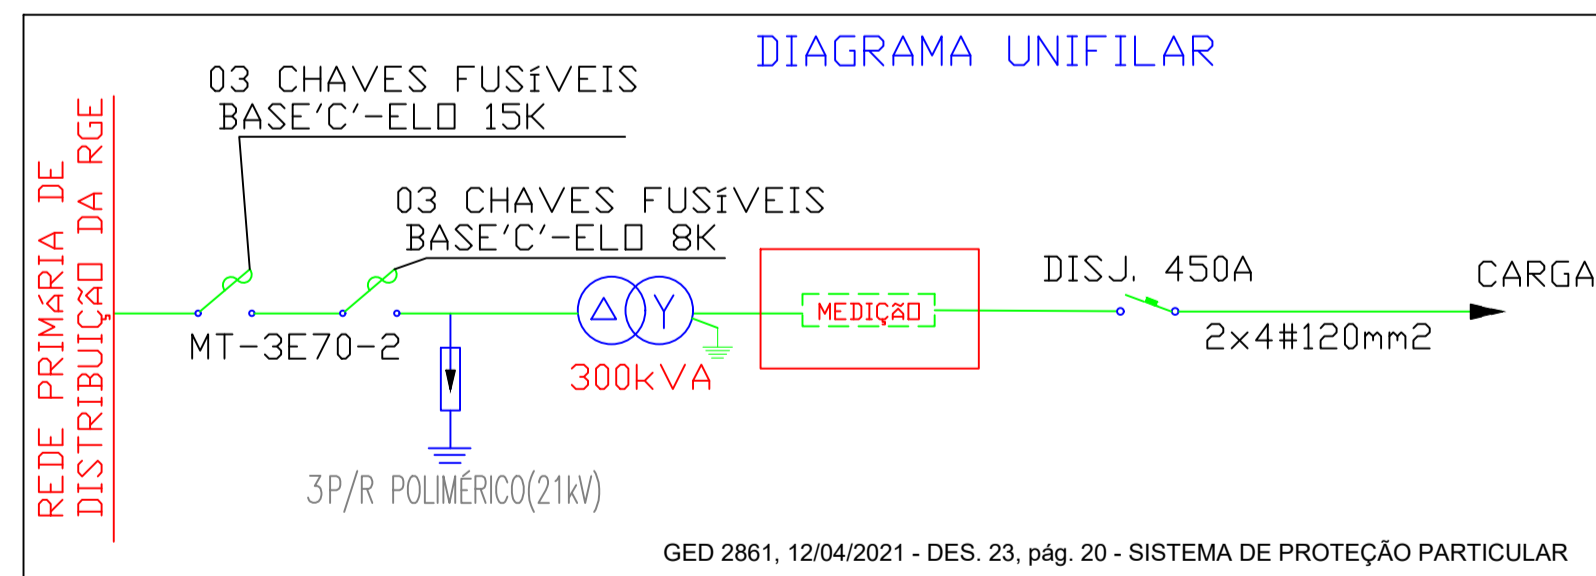 DIAGRAMA UNIFILAR
03 CHAVES FUSíVEIS
BASE'C'-ELO 15K
REDE PRIMáRIA DE
DISTRIBUIÇÃO DA RGE
03 CHAVES FUSíVEIS
BASE'C'-ELO 8K
MT-3E70-2
300kVA
MEDIÇÃO
DISJ. 450A
2x4#120mm2
CARGA
3P/R POLIMÉRICO(21kV)
GED 2861, 12/04/2021 - DES. 23, pág. 20 - SISTEMA DE PROTEÇÃO PARTICULAR